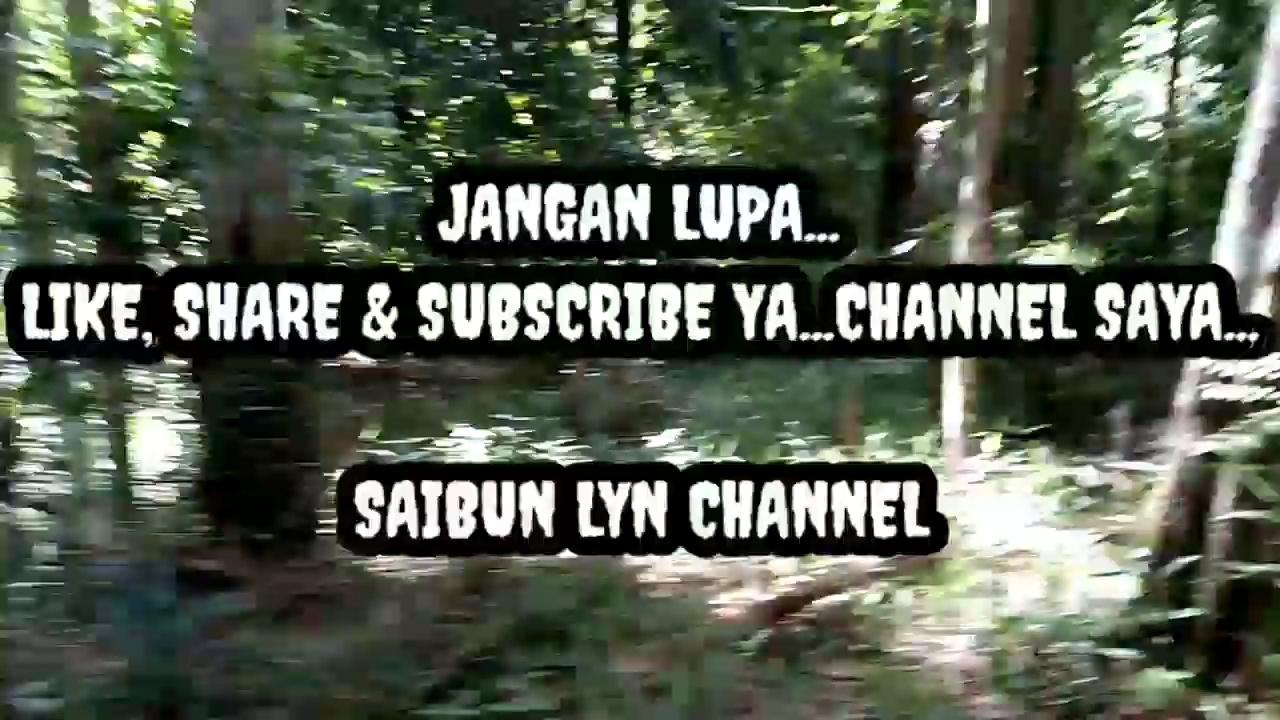 JANGAN LUPA...
LIKE, SHARE & SUBSCRIBE YA...CHANNEL SAYA...,
SAIBUN LYN CHANNEL